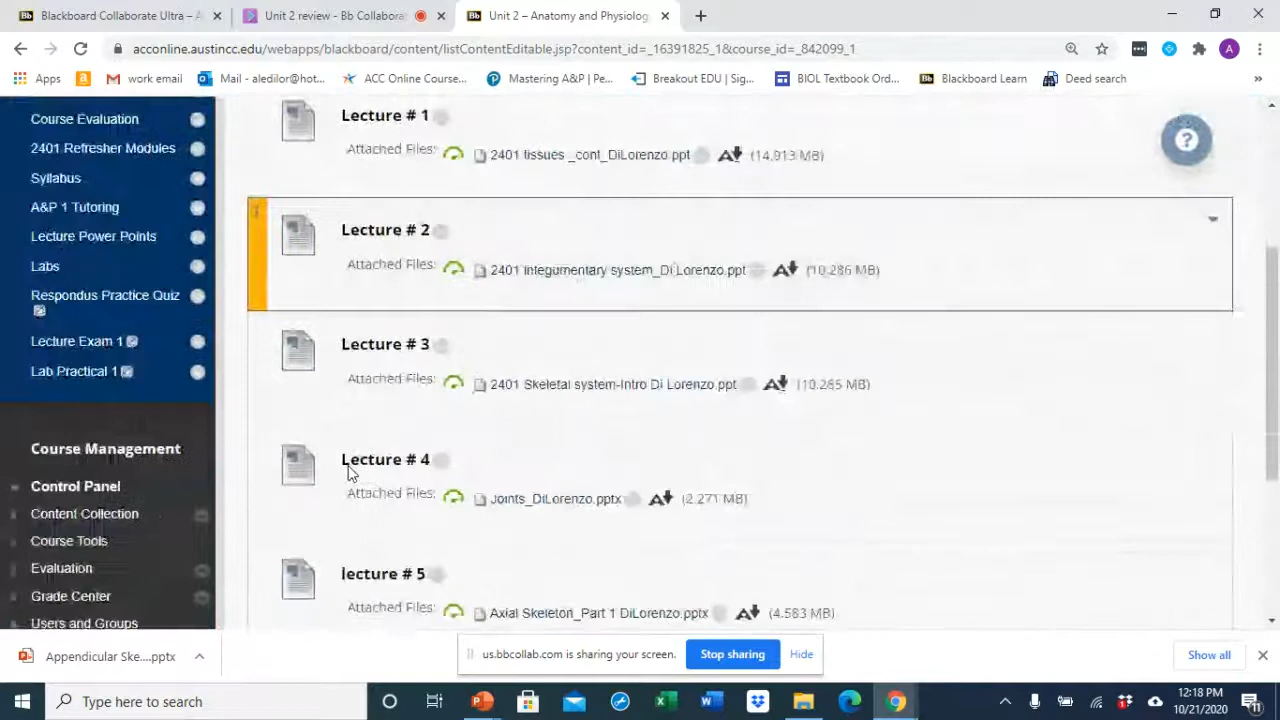 Blackboard Collaborate Ultra – A
Unit 2 review - Bb Collabora
Unit 2 – Anatomy and Physiolog
acconline.austincc.edu/webapps/blackboard/content/listContentEditable.jsp?content_id=_16391825_1&course_id=_842099_1
A
Apps
work email
Mail - aledilor@hot...
ACC Online Course...
Mastering A&P | Pe...
Breakout EDU | Sig...
BIOL Textbook Ord...
Blackboard Learn
Deed search
»
Course Evaluation
2401 Refresher Modules
Syllabus
A&P 1 Tutoring
Lecture Power Points
Labs
Respondus Practice Quiz
Lecture Exam 1
Lab Practical 1
Course Management
Control Panel
Content Collection
Course Tools
Evaluation
Grade Center
Users and Groups
Lecture # 1
Attached Files: 2401 tissues _cont_DiLorenzo.ppt (14.913 MB)
Lecture # 2
Attached Files: 2401 Integumentary system_Di Lorenzo.ppt (10.286 MB)
Lecture # 3
Attached Files: 2401 Skeletal system-Intro Di Lorenzo.ppt (10.265 MB)
Lecture # 4
Attached Files: Joints_DiLorenzo.pptx (2.271 MB)
lecture # 5
Attached Files: Axial Skeleton_Part 1 DiLorenzo.pptx (4.583 MB)
?
Appendicular Ske....pptx
us.bbcollab.com is sharing your screen.
Stop sharing
Hide
Show all
Type here to search
12:18 PM
10/21/2020
11